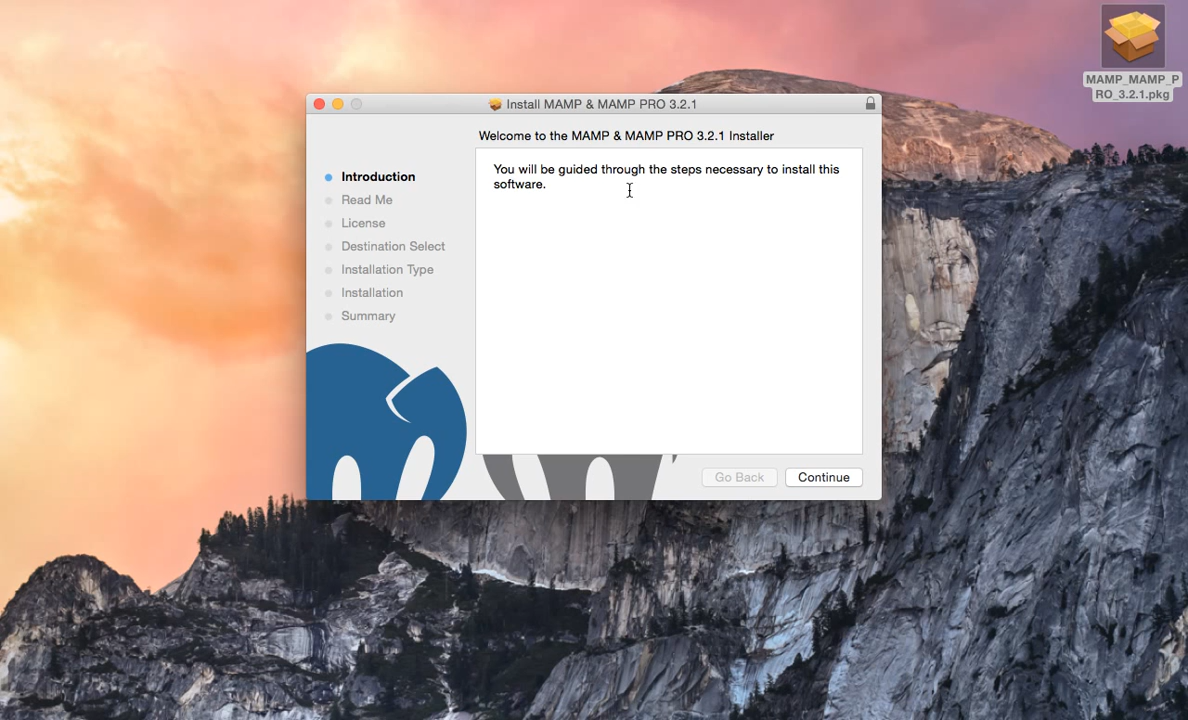 MAMP_MAMP_P
RO_3.2.1.pkg
Install MAMP & MAMP PRO 3.2.1
Welcome to the MAMP & MAMP PRO 3.2.1 Installer
Introduction
Read Me
License
Destination Select
Installation Type
Installation
Summary
You will be guided through the steps necessary to install this
software.
Go Back
Continue